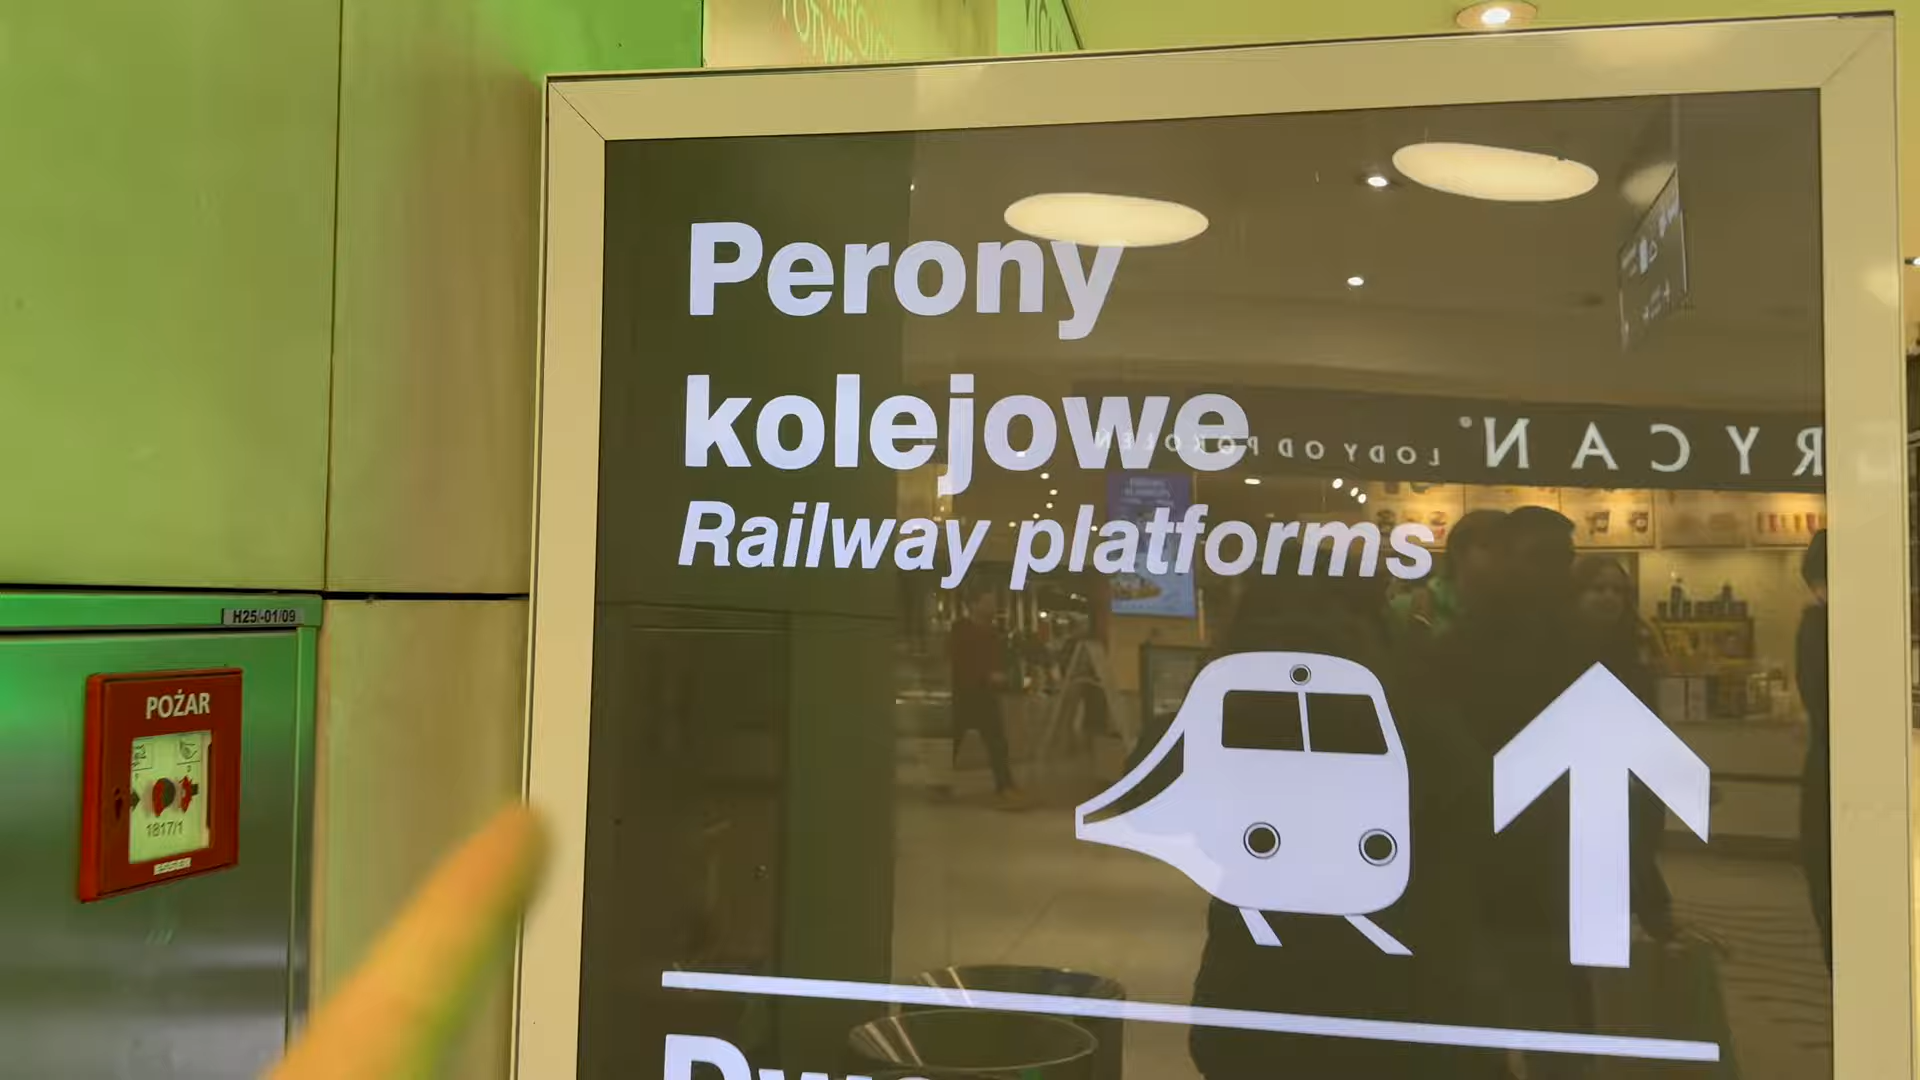 Perony
kolejowe
Railway platforms
RYCAN
LODY OD POKOLEŃ
H25/-01/09
POŻAR
1817/1